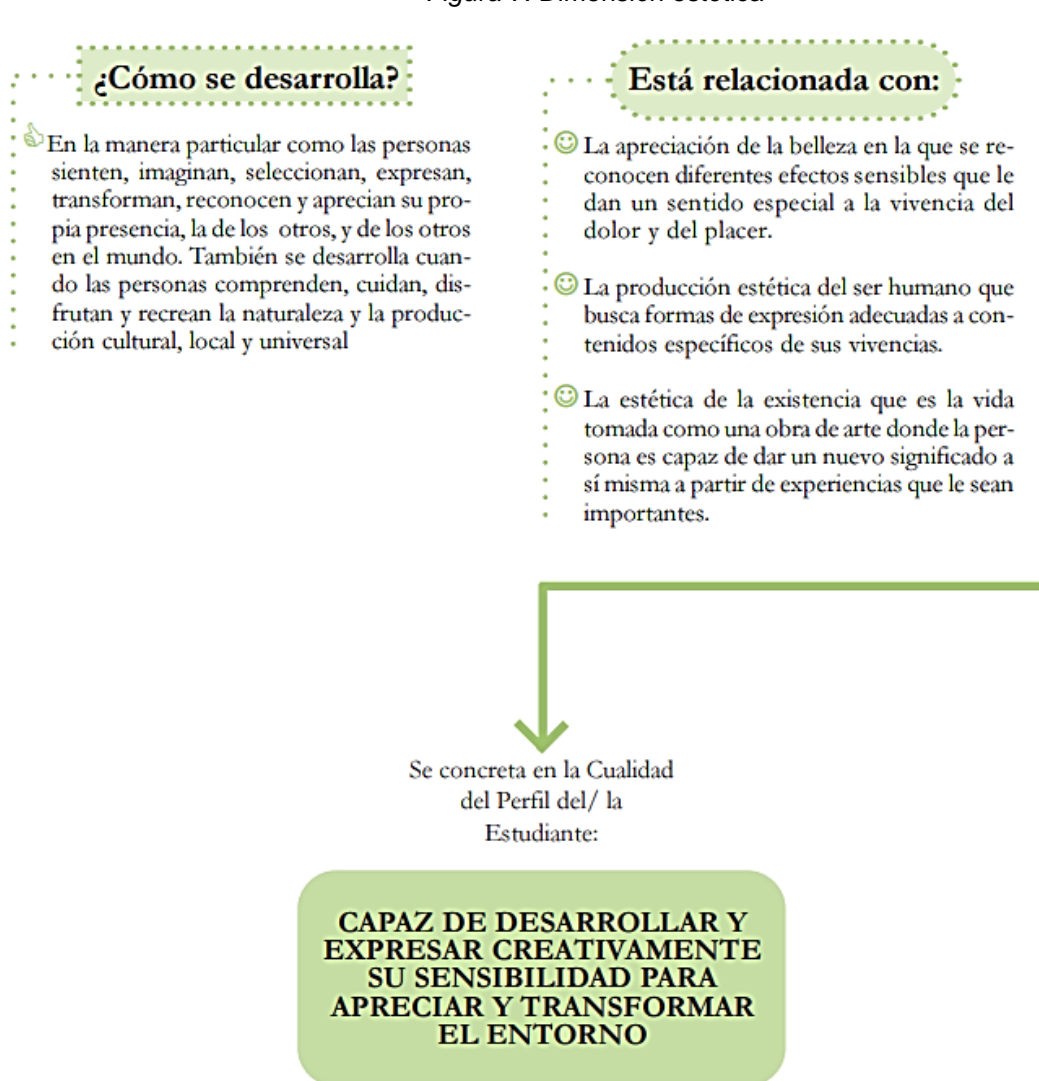 Figura 7. Dimensión estética
¿Cómo se desarrolla?
En la manera particular como las personas
sienten, imaginan, seleccionan, expresan,
transforman, reconocen y aprecian su pro-
pia presencia, la de los otros, y de los otros
en el mundo. También se desarrolla cuan-
do las personas comprenden, cuidan, dis-
frutan y recrean la naturaleza y la produc-
ción cultural, local y universal
Está relacionada con:
La apreciación de la belleza en la que se re-
conocen diferentes efectos sensibles que le
dan un sentido especial a la vivencia del
dolor y del placer.
La producción estética del ser humano que
busca formas de expresión adecuadas a con-
tenidos específicos de sus vivencias.
La estética de la existencia que es la vida
tomada como una obra de arte donde la per-
sona es capaz de dar un nuevo significado a
sí misma a partir de experiencias que le sean
importantes.
Se concreta en la Cualidad
del Perfil del/ la
Estudiante:
CAPAZ DE DESARROLLAR Y
EXPRESAR CREATIVAMENTE
SU SENSIBILIDAD PARA
APRECIAR Y TRANSFORMAR
EL ENTORNO